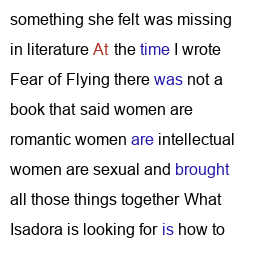 something she felt was missing
in literature At the time I wrote
Fear of Flying there was not a
book that said women are
romantic women are intellectual
women are sexual and brought
all those things together What
Isadora is looking for is how to